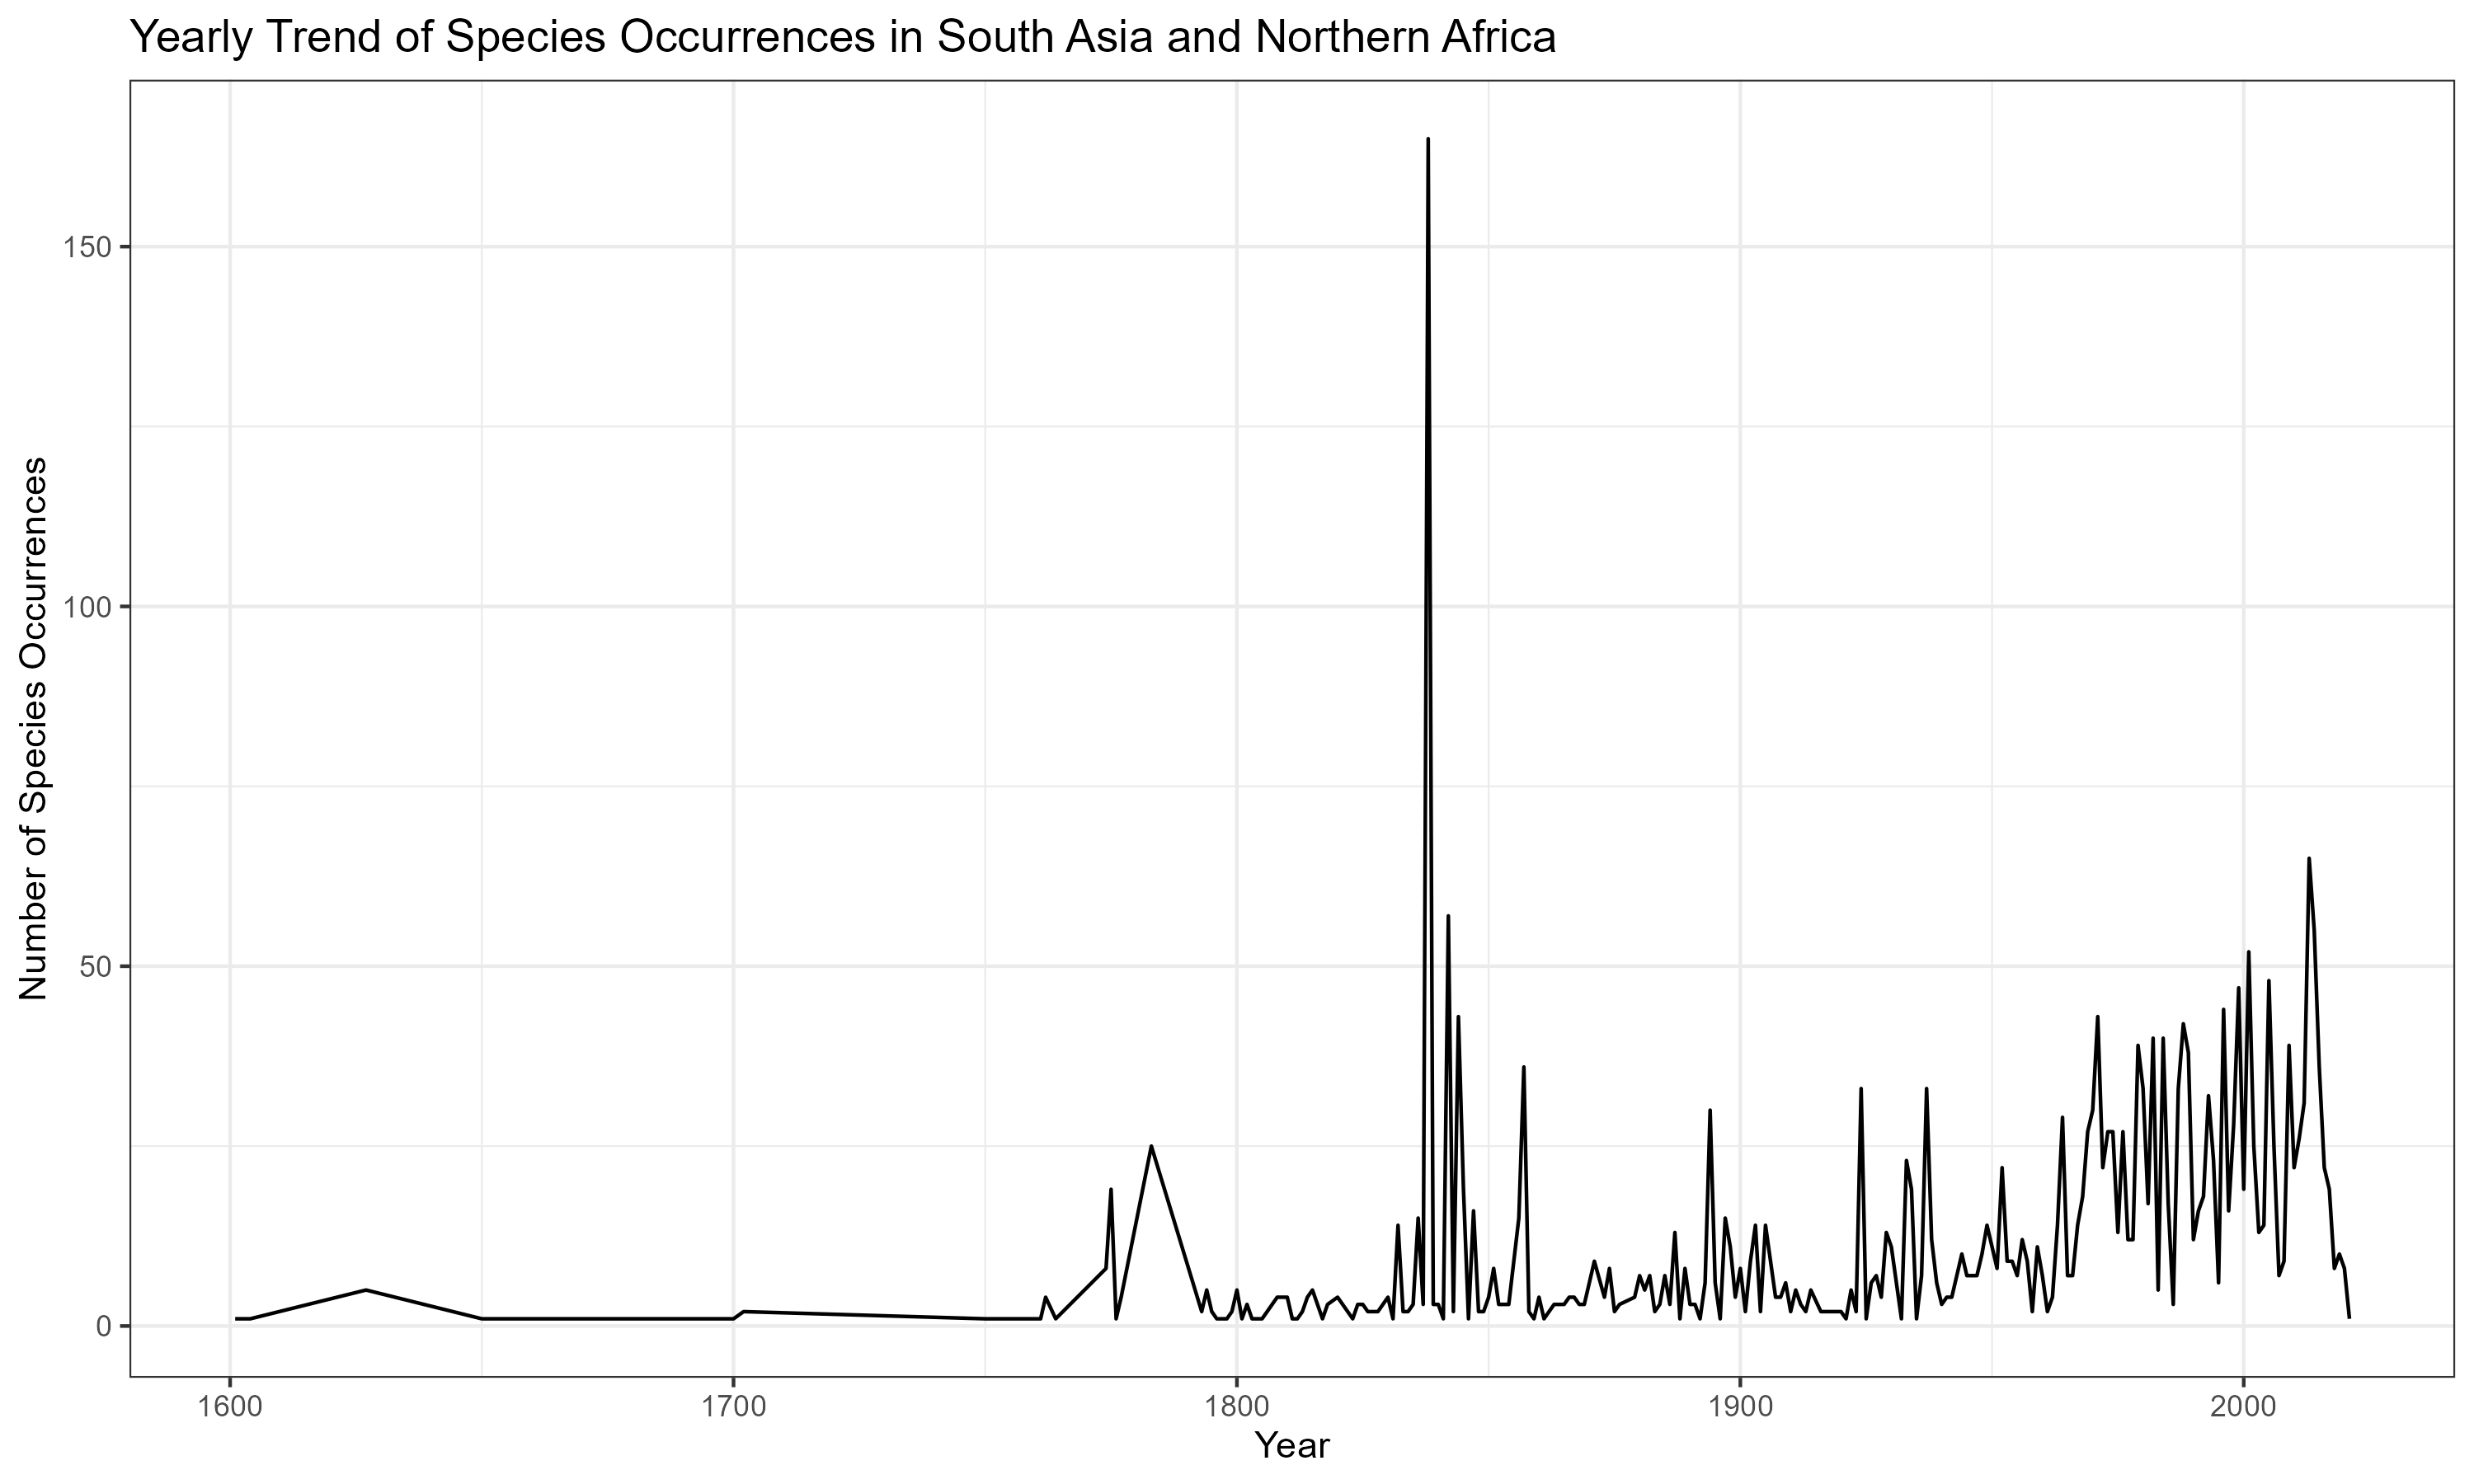 Yearly Trend of Species Occurrences in South Asia and Northern Africa
Number of Species Occurrences
150
100
50
0
1600 1700 1800 1900 2000
Year